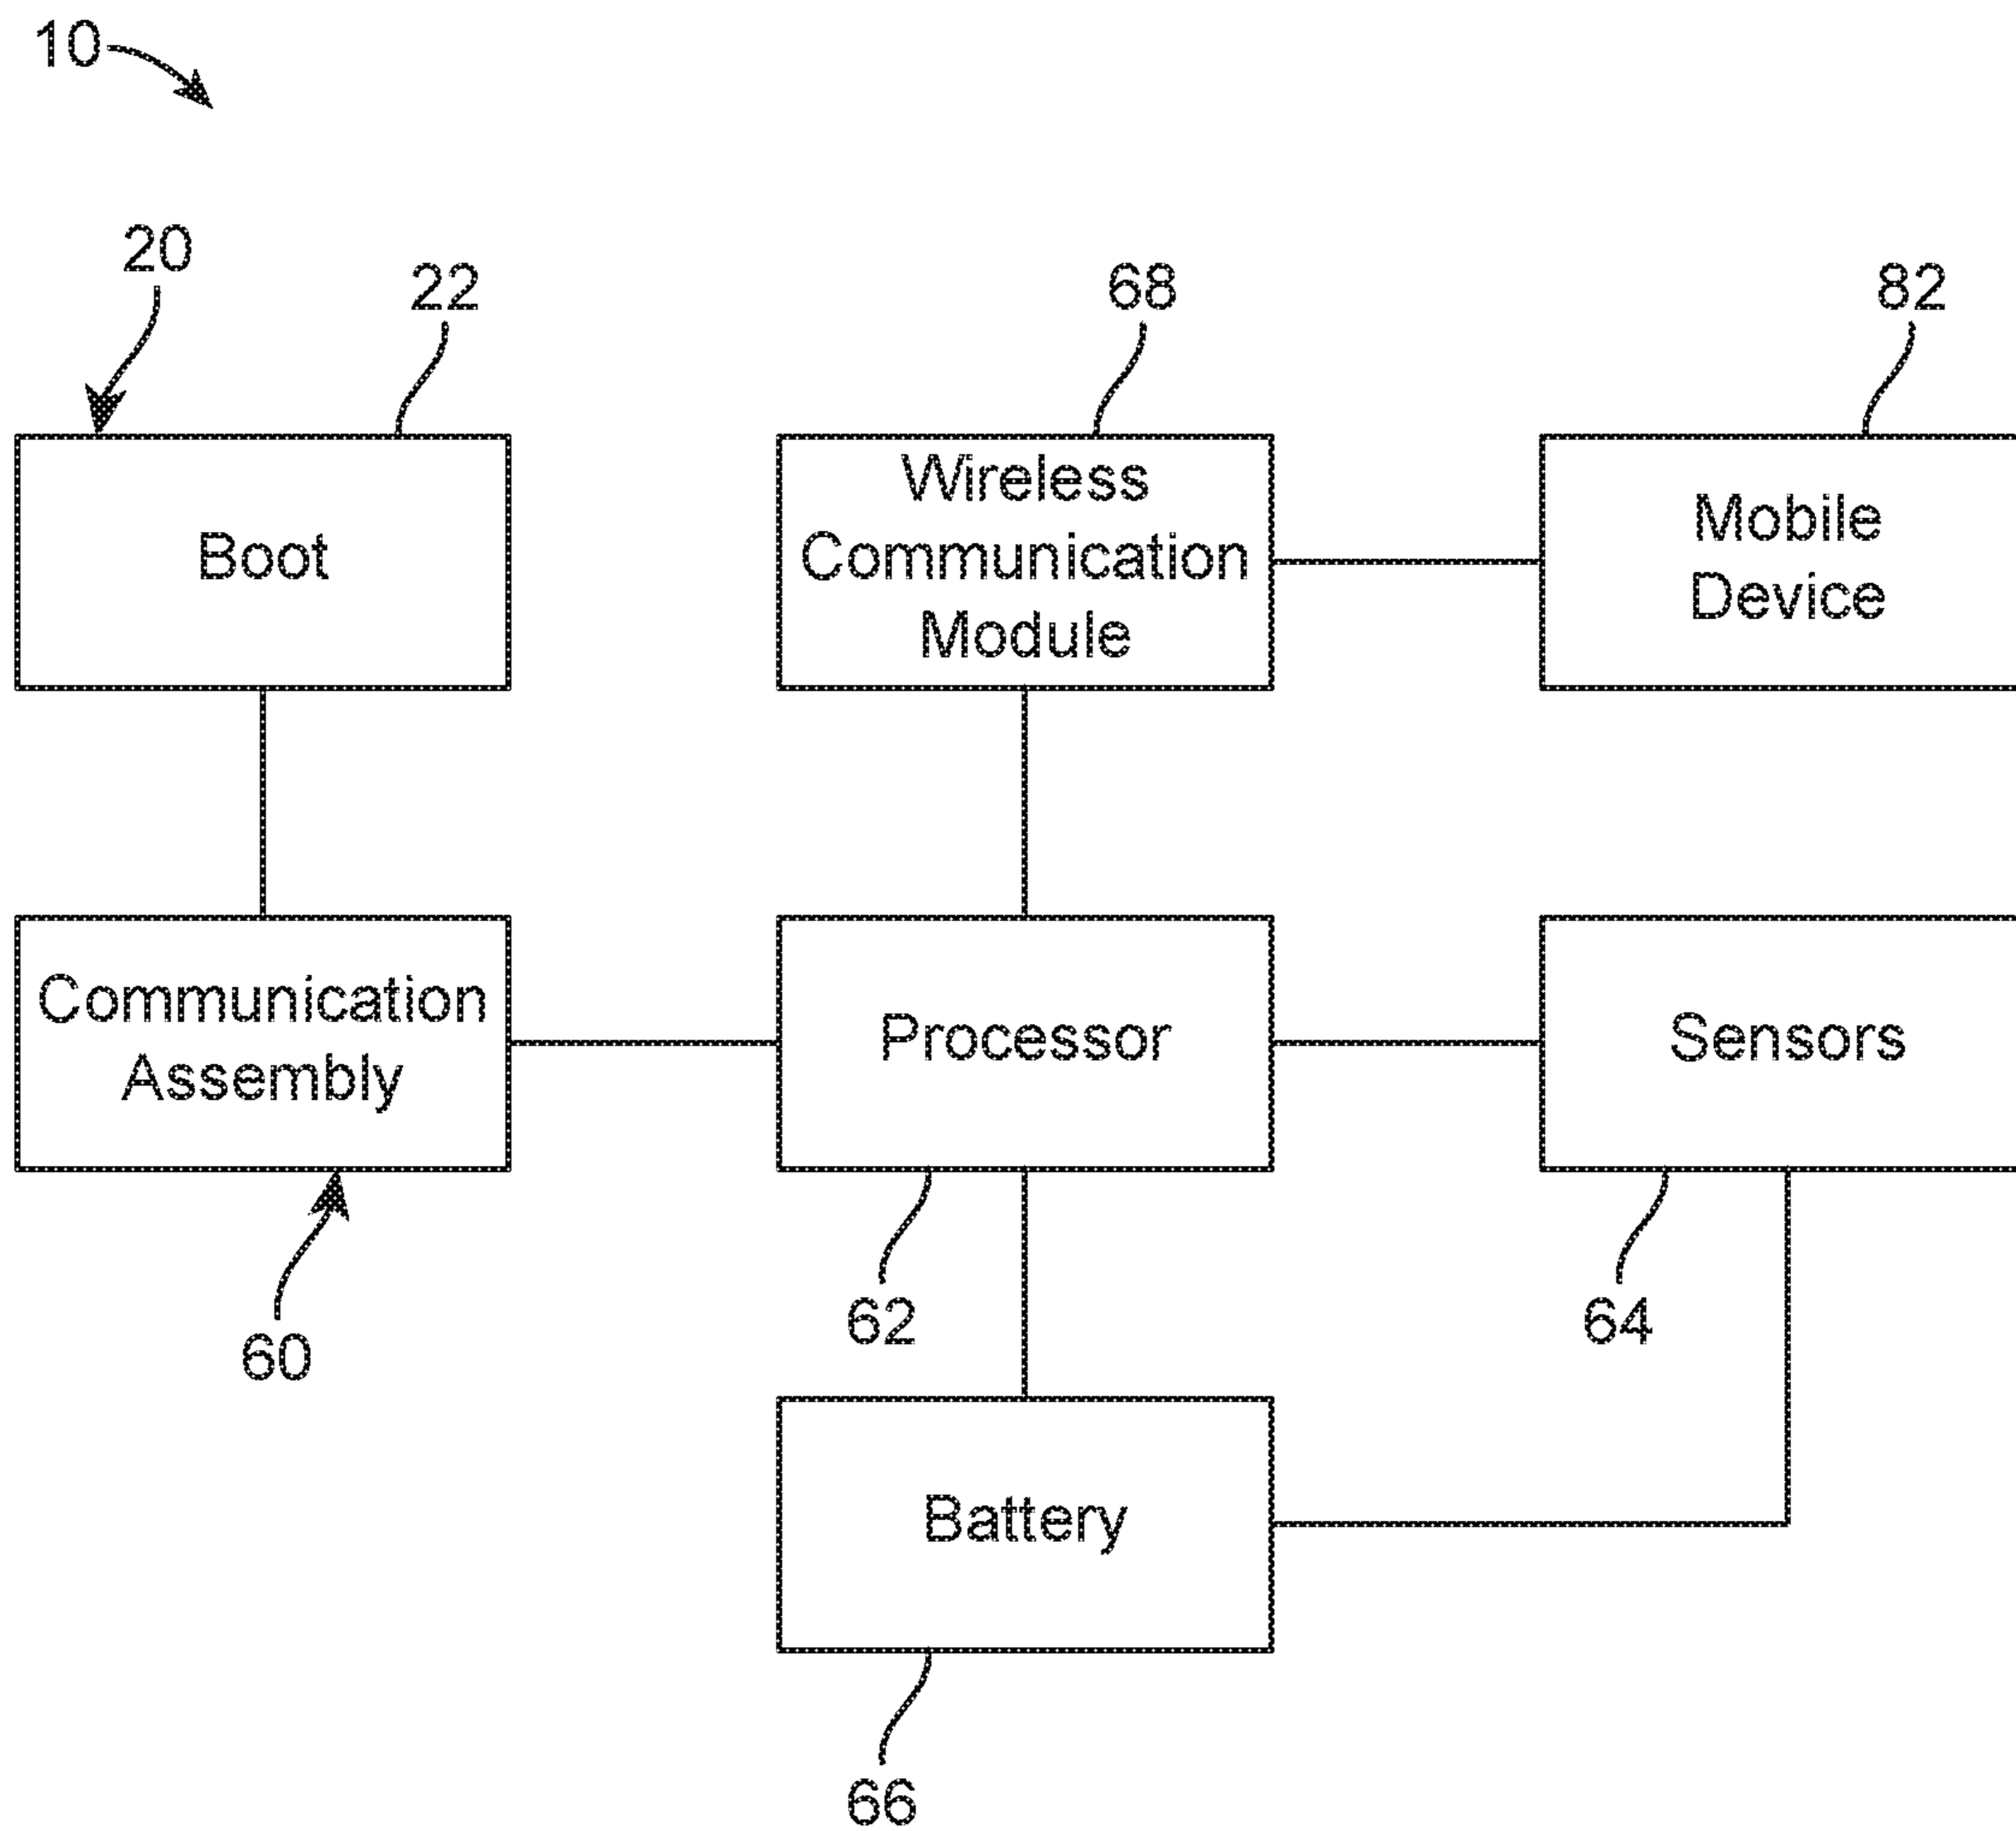 10
20
22
68
82
Boot
Wireless
Communication
Module
Mobile
Device
Communication
Assembly
Processor
Sensors
60
62
64
Battery
66